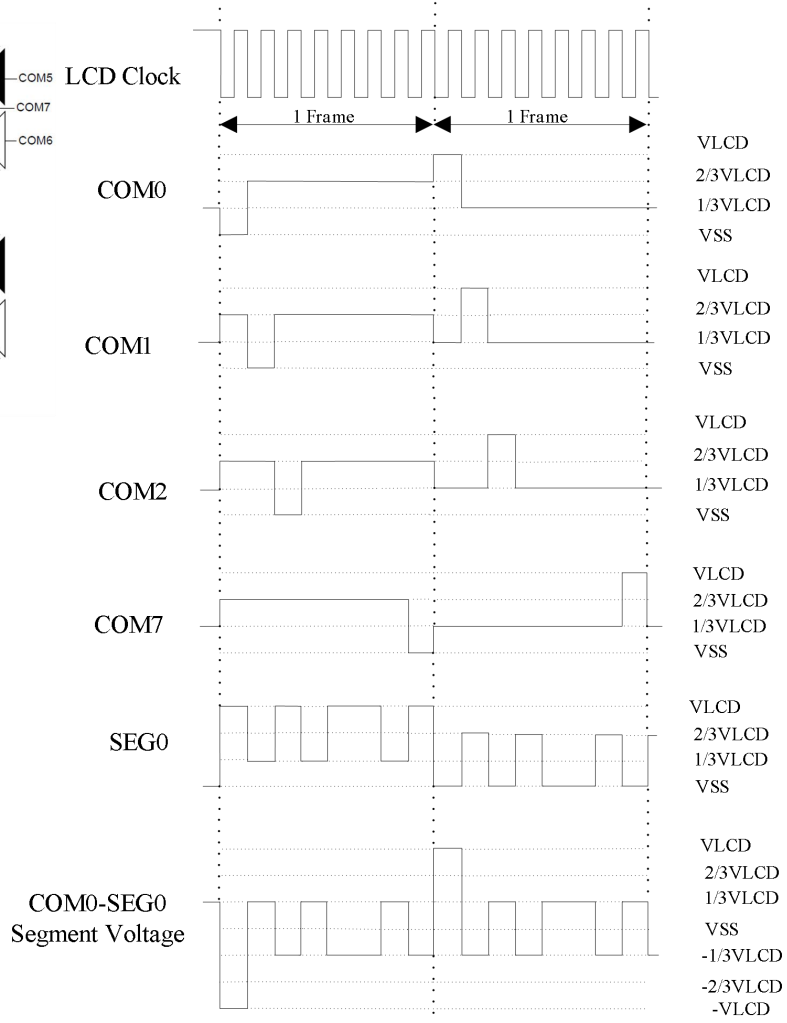 COM5
COM7
COM6
LCD Clock
1 Frame 1 Frame
COM0
VLCD
2/3VLCD
1/3VLCD
VSS
COM1
VLCD
2/3VLCD
1/3VLCD
VSS
COM2
VLCD
2/3VLCD
1/3VLCD
VSS
COM7
VLCD
2/3VLCD
1/3VLCD
VSS
SEG0
VLCD
2/3VLCD
1/3VLCD
VSS
COM0-SEG0
Segment Voltage
VLCD
2/3VLCD
1/3VLCD
VSS
-1/3VLCD
-2/3VLCD
-VLCD